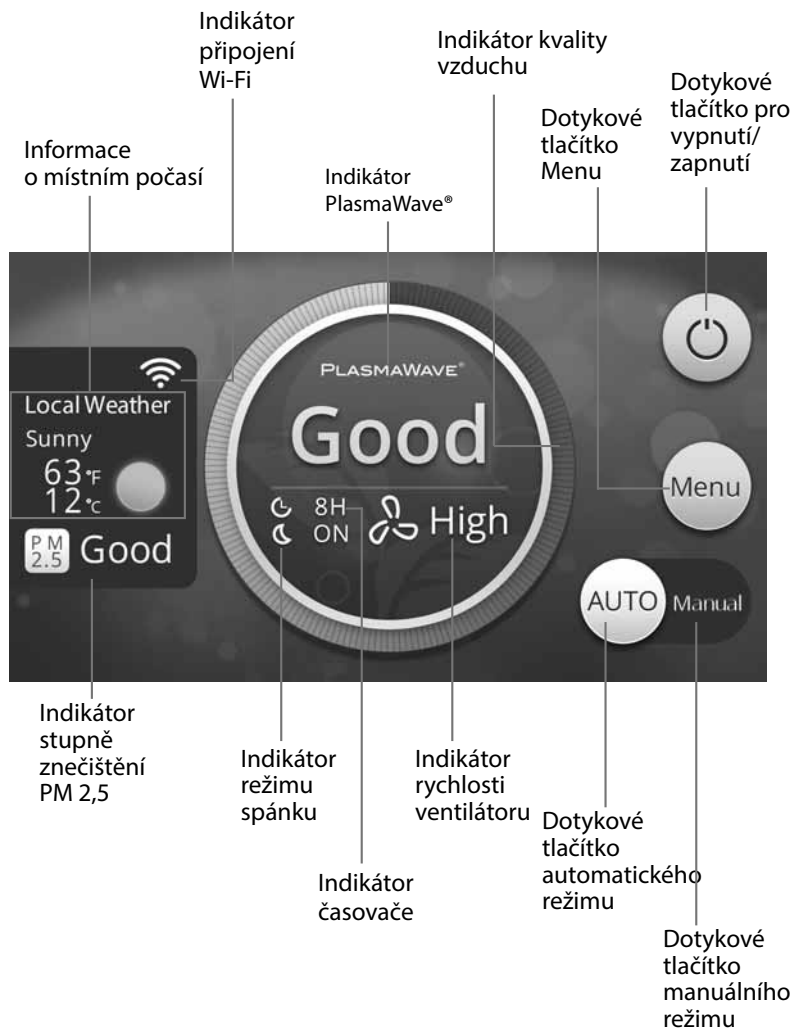 Indikátor
připojení
Wi-Fi
Indikátor kvality
vzduchu
Dotykové
tlačítko pro
vypnutí/
zapnutí
Dotykové
tlačítko
Menu
Informace
o místním počasí
Indikátor
PlasmaWave®
PLASMAWAVE®
Local Weather
Sunny
63°F
12°C
PM
2.5
Good
Good
8H
ON
High
Menu
AUTO
Manual
Indikátor
stupně
znečištění
PM 2,5
Indikátor
režimu
spánku
Indikátor
rychlosti
ventilátoru
Indikátor
časovače
Dotykové
tlačítko
automatického
režimu
Dotykové
tlačítko
manuálního
režimu